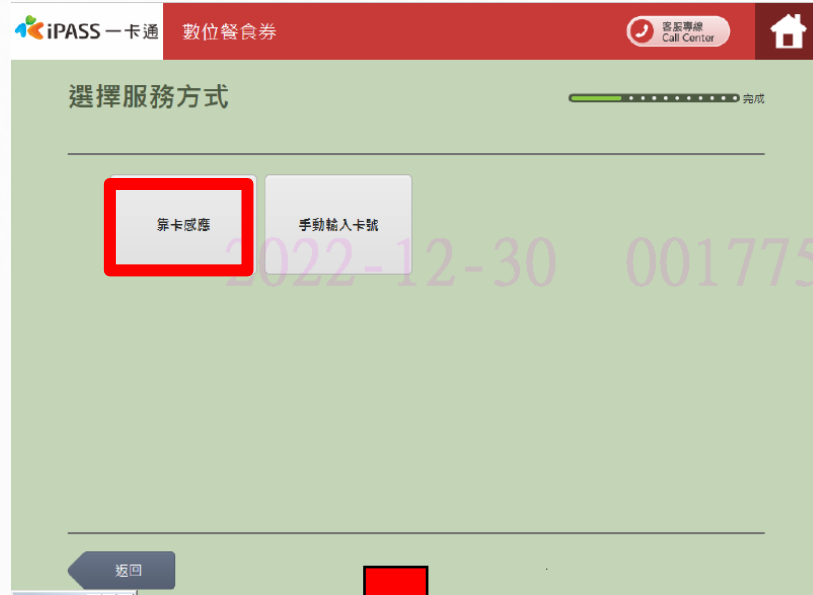 iPASS 一卡通
數位餐食券
客服專線
Call Center
選擇服務方式
完成
靠卡感應
手動輸入卡號
2022-12-30 001775
返回